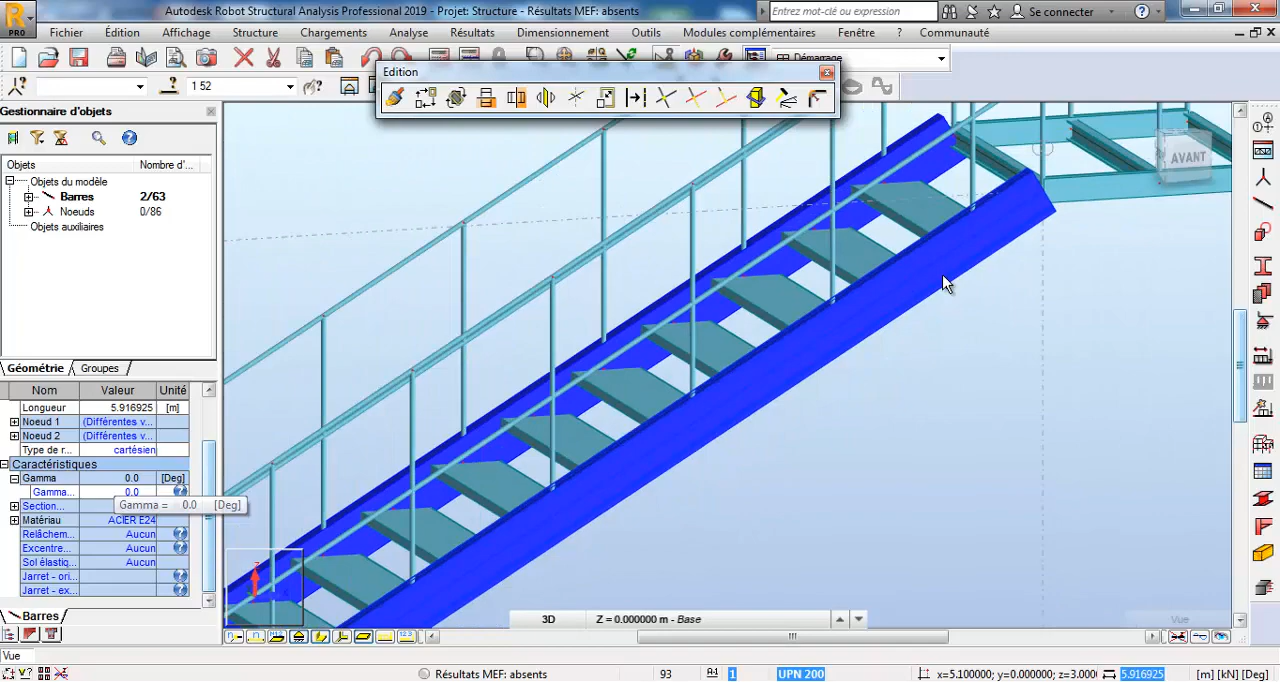 Autodesk Robot Structural Analysis Professional 2019 - Projet: Structure - Résultats MEF: absents
Entrez mot-clé ou expression
Se connecter
PRO
Fichier Édition Affichage Structure Chargements Analyse Résultats Dimensionnement Outils Modules complémentaires Fenêtre ? Communauté
Démarrage
Edition
1 52
Gestionnaire d'objets
Objets Nombre d'...
Objets du modèle
Barres 2/63
Noeuds 0/86
Objets auxiliaires
AVANT
Géométrie Groupes
Nom Valeur Unité
Longueur 5.916925 [m]
Noeud 1 (Différentes v...
Noeud 2 (Différentes v...
Type de r... cartésien
Caractéristiques
Gamma 0.0 [Deg]
Gamma... 0.0
Gamma = 0.0 [Deg]
Section...
Matériau ACIER E24
Relâchem... Aucun
Excentre... Aucun
Sol élastiq... Aucun
Jarret - ori...
Jarret - ex...
Barres
3D Z = 0.000000 m - Base
Vue
Vue
Résultats MEF: absents 93 1 UPN 200 x=5.100000; y=0.000000; z=3.000( 5.916925 [m] [kN] [Deg]